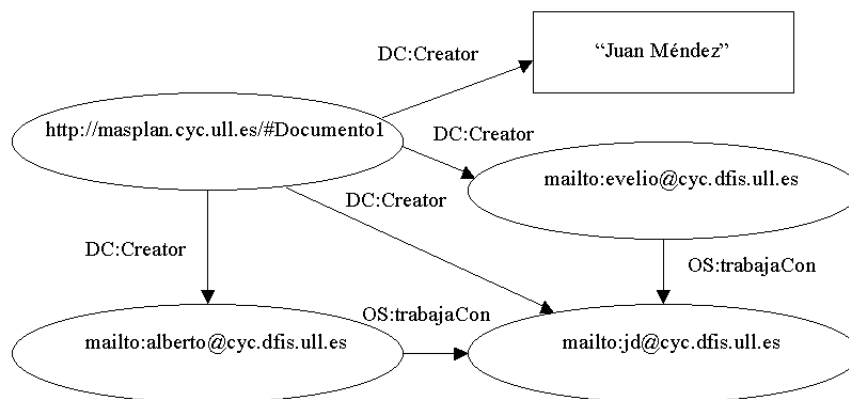 DC:Creator
“Juan Méndez”
http://masplan.cyc.ull.es/#Documento1
DC:Creator
mailto:evelio@cyc.dfis.ull.es
DC:Creator
DC:Creator
OS:trabajaCon
OS:trabajaCon
mailto:alberto@cyc.dfis.ull.es
mailto:jd@cyc.dfis.ull.es